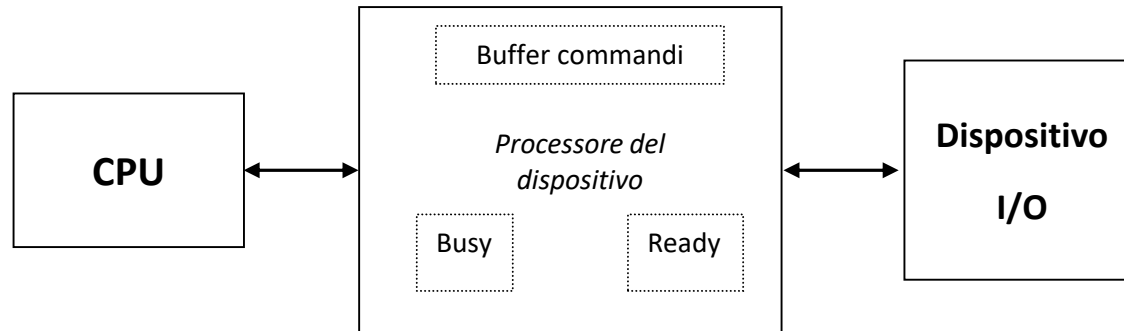 Buffer commandi
CPU
Processore del
dispositivo
Busy
Ready
Dispositivo
I/O